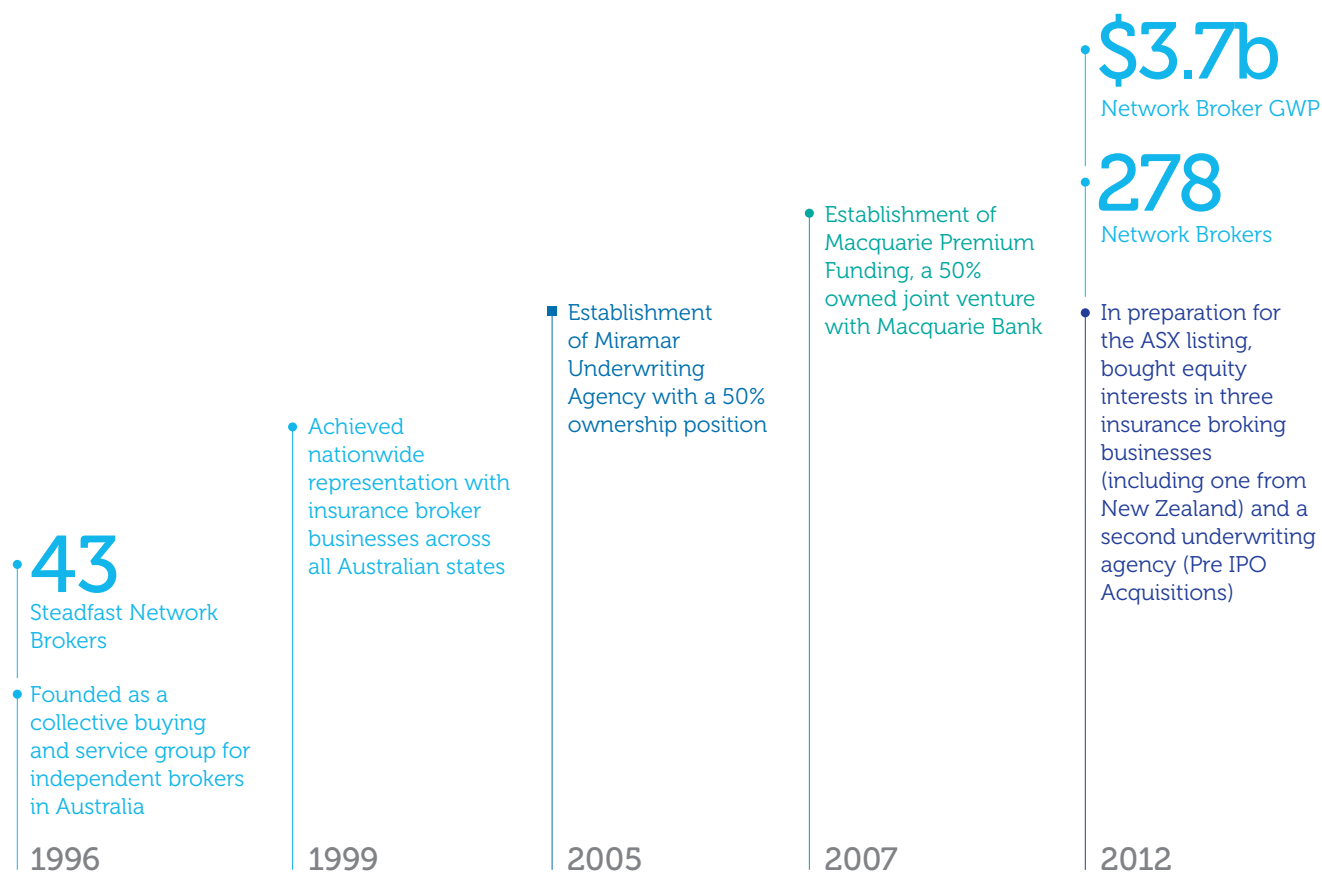 43
Steadfast Network
Brokers
Founded as a
collective buying
and service group for
independent brokers
in Australia
1996
Achieved
nationwide
representation with
insurance broker
businesses across
all Australian states
1999
Establishment
of Miramar
Underwriting
Agency with a 50%
ownership position
2005
Establishment of
Macquarie Premium
Funding, a 50%
owned joint venture
with Macquarie Bank
2007
$3.7b
Network Broker GWP
278
Network Brokers
In preparation for
the ASX listing,
bought equity
interests in three
insurance broking
businesses
(including one from
New Zealand) and a
second underwriting
agency (Pre IPO
Acquisitions)
2012